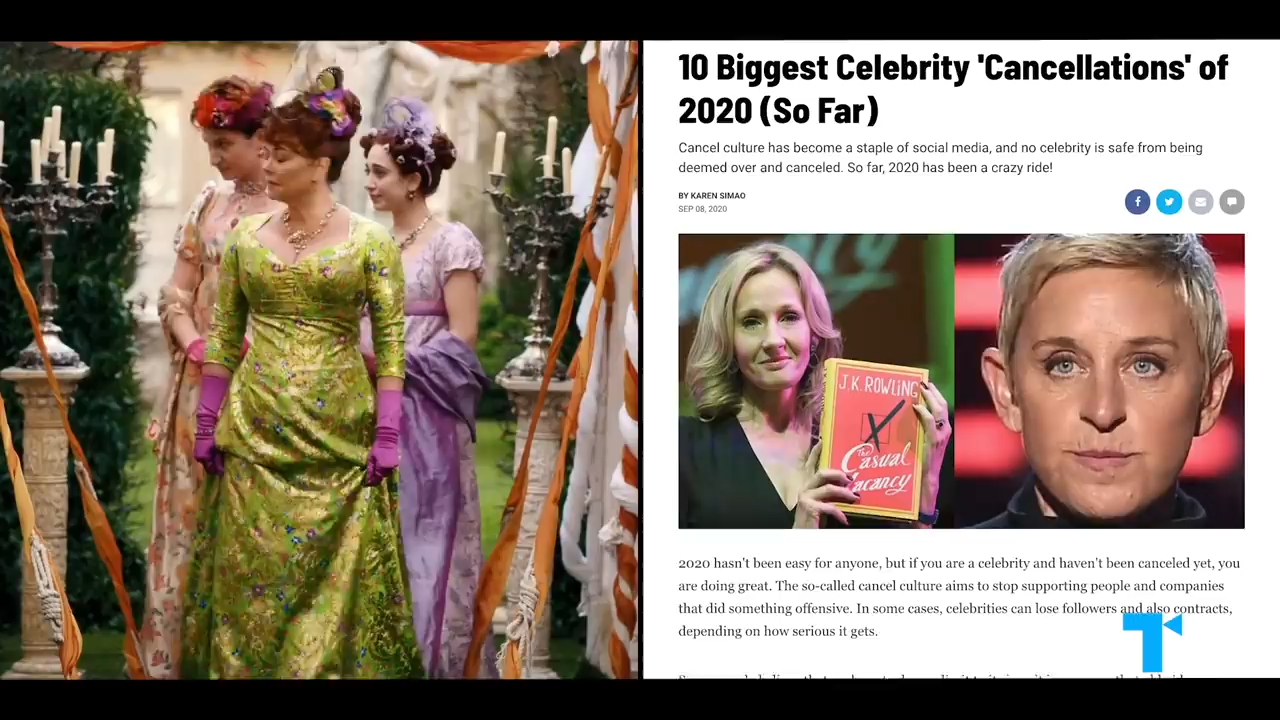 10 Biggest Celebrity 'Cancellations' of
2020 (So Far)
Cancel culture has become a staple of social media, and no celebrity is safe from being
deemed over and canceled. So far, 2020 has been a crazy ride!
BY KAREN SIMAO
SEP 08, 2020
J.K. ROWLING
The
Casual
Vacancy
2020 hasn't been easy for anyone, but if you are a celebrity and haven't been canceled yet, you
are doing great. The so-called cancel culture aims to stop supporting people and companies
that did something offensive. In some cases, celebrities can lose followers and also contracts,
depending on how serious it gets.